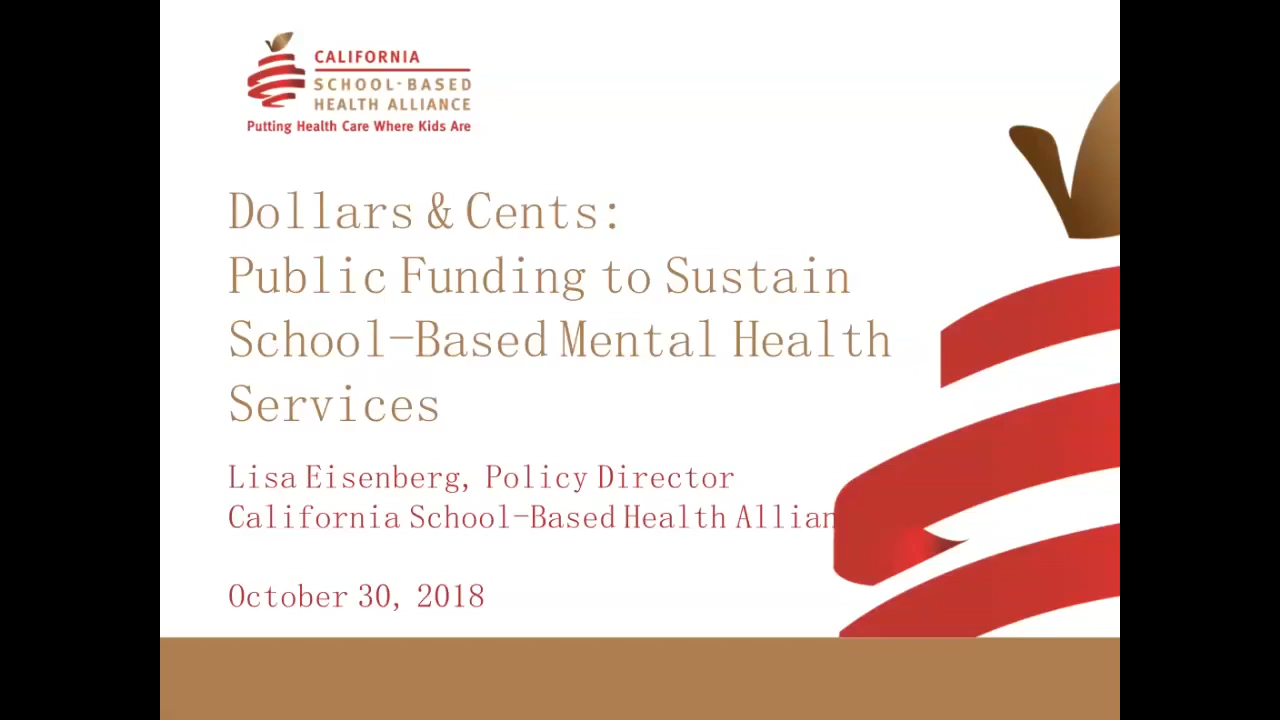 CALIFORNIA
SCHOOL-BASED
HEALTH ALLIANCE
Putting Health Care Where Kids Are
Dollars & Cents:
Public Funding to Sustain
School-Based Mental Health
Services
Lisa Eisenberg, Policy Director
California School-Based Health Allian
October 30, 2018